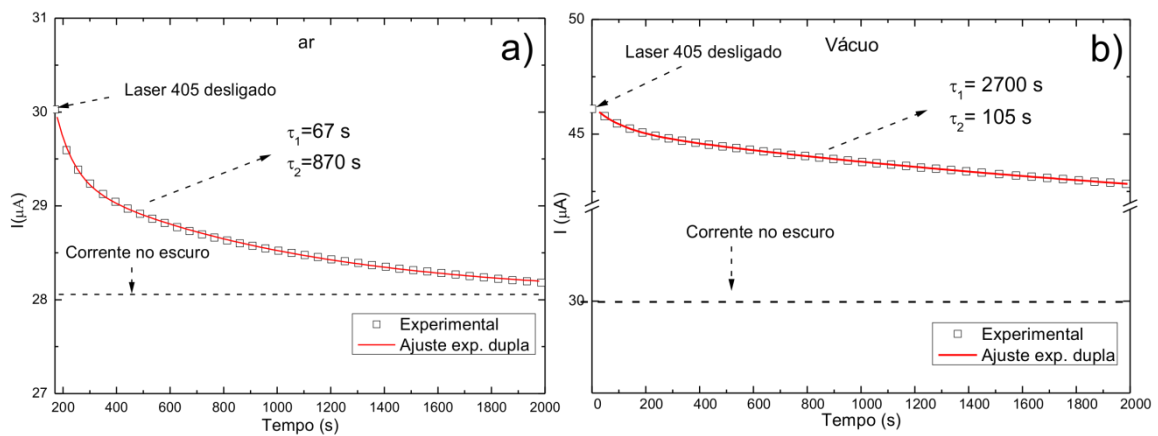 a)
ar
Laser 405 desligado
τ1=67 s
τ2=870 s
Corrente no escuro
Experimental
Ajuste exp. dupla
I(μA)
31
30
29
28
27
200 400 600 800 1000 1200 1400 1600 1800 2000
Tempo (s)
b)
Vácuo
Laser 405 desligado
τ1= 2700 s
τ2= 105 s
Corrente no escuro
Experimental
Ajuste exp. dupla
I (μA)
50
45
30
0 200 400 600 800 1000 1200 1400 1600 1800 2000
Tempo (s)